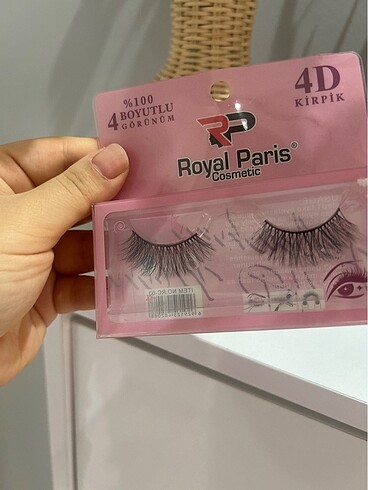 %100
4 BOYUTLU
GÖRÜNÜM
4D
KİRPİK
RP
Royal Paris®
Cosmetic